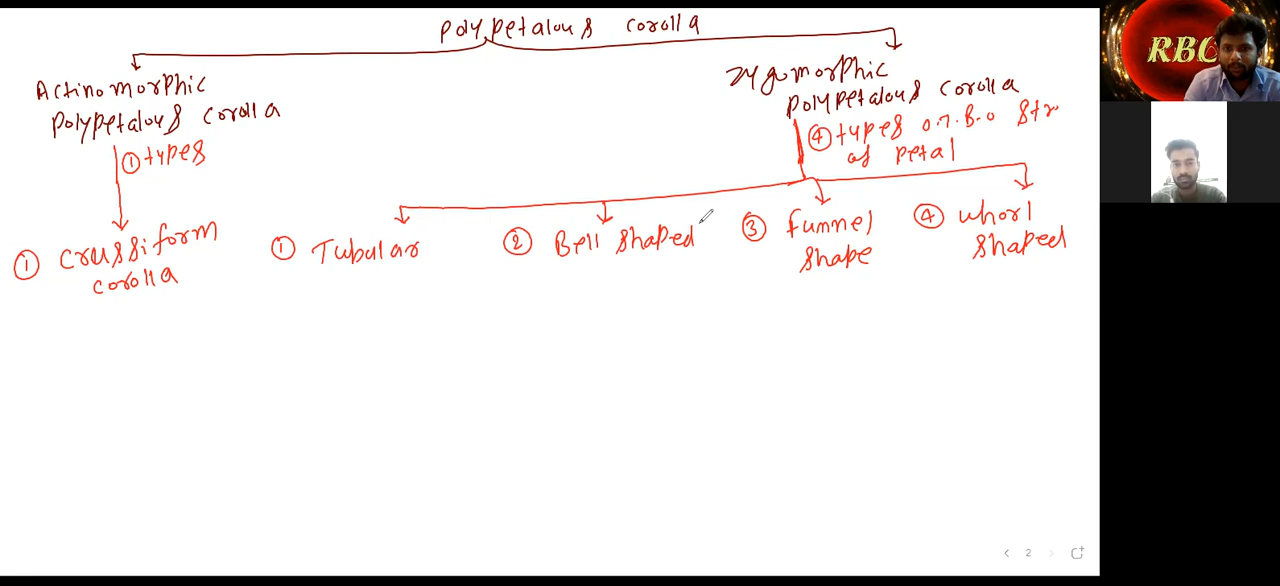 Polypetalous corolla
Actinomorphic
polypetalous corolla
① types
① Crussiform
corolla
Zygomorphic
polypetalous corolla
④ types o.T.B.o str
of petal
① Tubular
② Bell shaped
③ funnel
shape
④ whorl
shaped
RBC
2